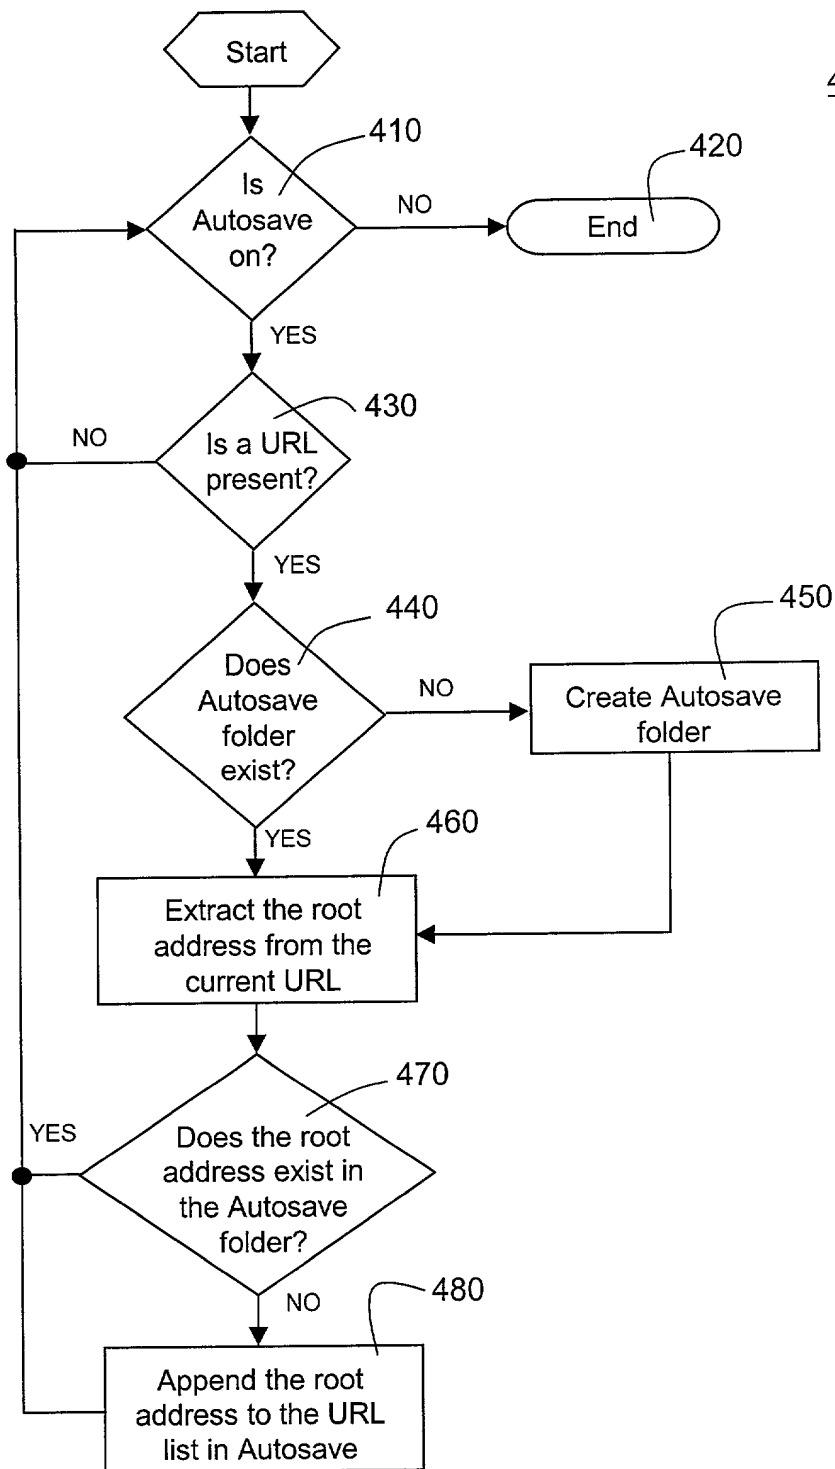 Start
4
410
Is
Autosave
on?
NO
420
End
YES
430
NO
Is a URL
present?
YES
440
Does
Autosave
folder
exist?
NO
450
Create Autosave
folder
YES
460
Extract the root
address from the
current URL
470
YES
Does the root
address exist in
the Autosave
folder?
NO
480
Append the root
address to the URL
list in Autosave